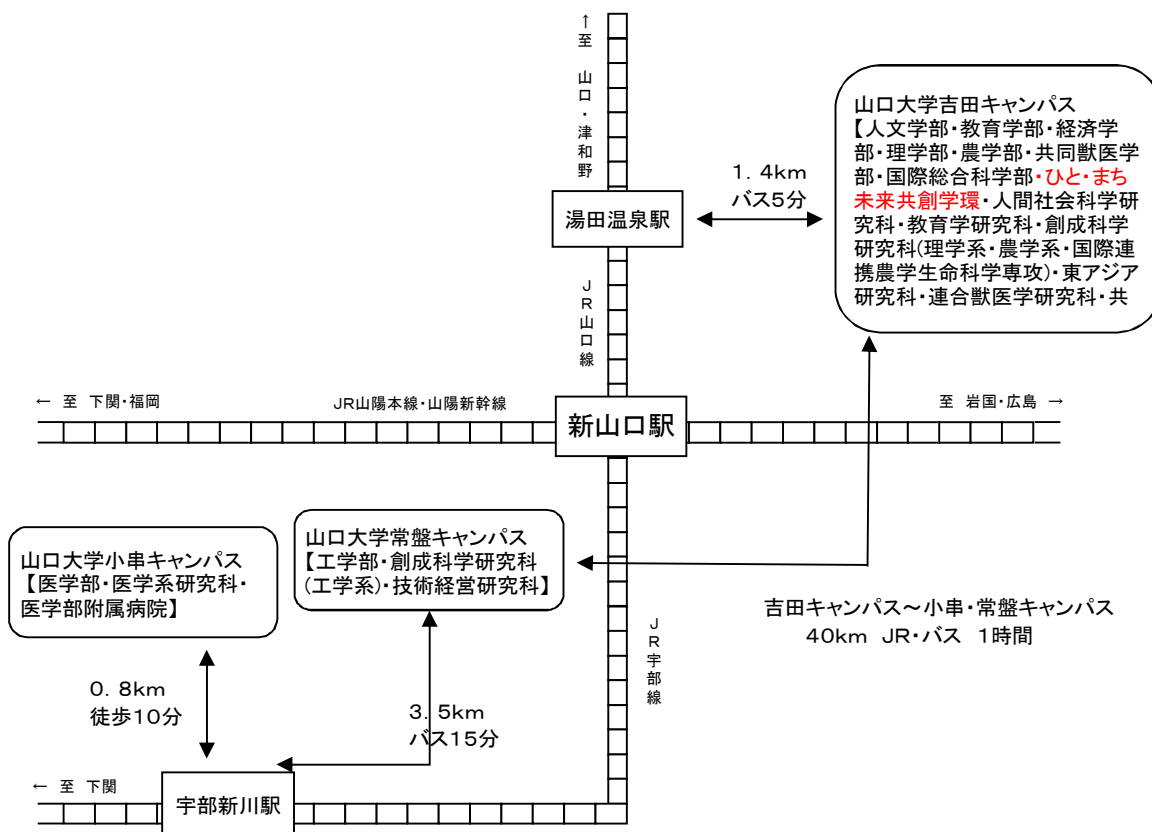 ↑至 山口・津和野
山口大学吉田キャンパス
【人文学部・教育学部・経済学
部・理学部・農学部・共同獣医学
部・国際総合科学部・ひと・まち
未来共創学環・人間社会科学研
究科・教育学研究科・創成科学
研究科(理学系・農学系・国際連
携農学生命科学専攻)・東アジア
研究科・連合獣医学研究科・共
1.4km
バス5分
湯田温泉駅
JR山口線
← 至 下関・福岡
JR山陽本線・山陽新幹線
至 岩国・広島 →
新山口駅
山口大学小串キャンパス
【医学部・医学系研究科・
医学部附属病院】
山口大学常盤キャンパス
【工学部・創成科学研究科
(工学系)・技術経営研究科】
吉田キャンパス～小串・常盤キャンパス
40km JR・バス 1時間
JR宇部線
0.8km
徒歩10分
3.5km
バス15分
← 至 下関
宇部新川駅